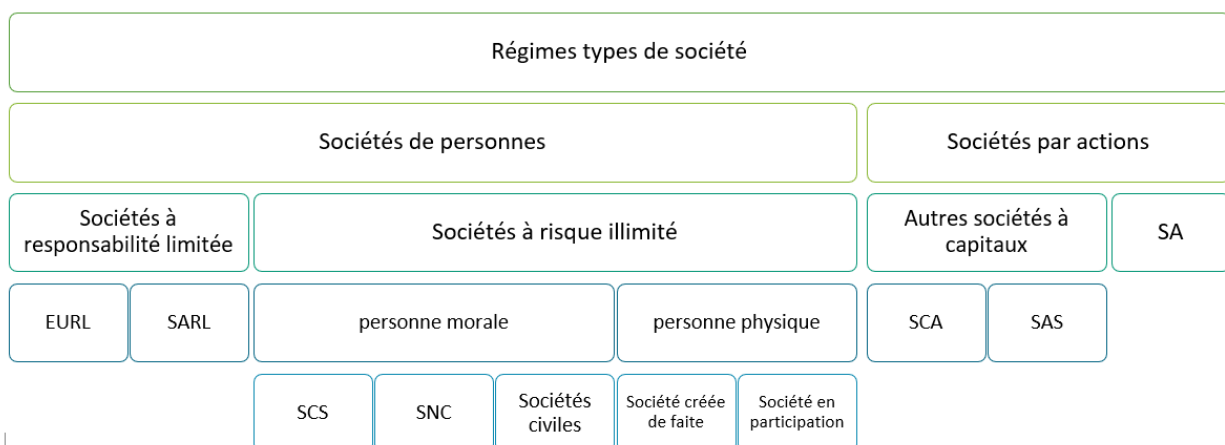 Régimes types de société
Sociétés de personnes
Sociétés par actions
Sociétés à
responsabilité limitée
Sociétés à risque illimité
Autres sociétés à
capitaux
SA
EURL
SARL
personne morale
personne physique
SCA
SAS
SCS
SNC
Sociétés
civiles
Société créée
de faite
Société en
participation